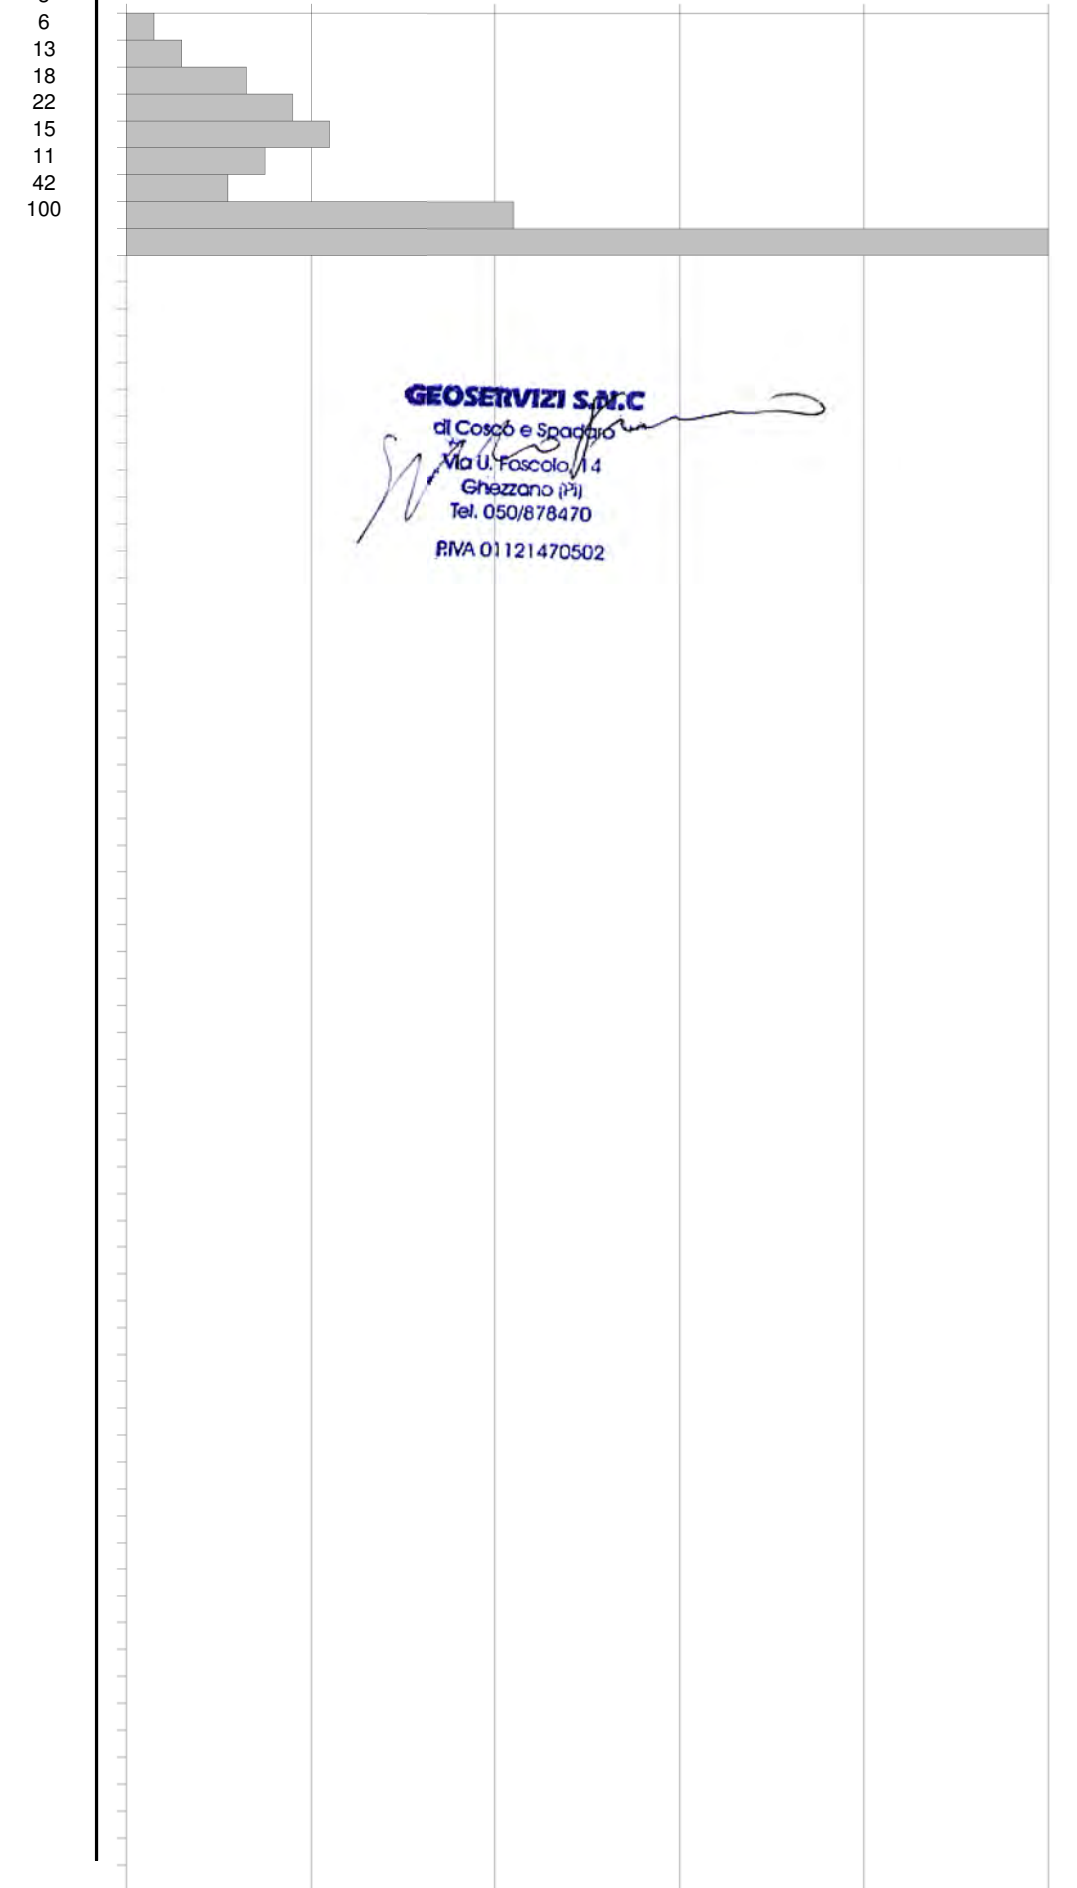 6
13
18
22
15
11
42
100
GEOSERVIZI S.N.C
di Coscò e Spadaro
Via U. Foscolo, 14
Ghezzano (Pi)
Tel. 050/878470
P.IVA 01121470502